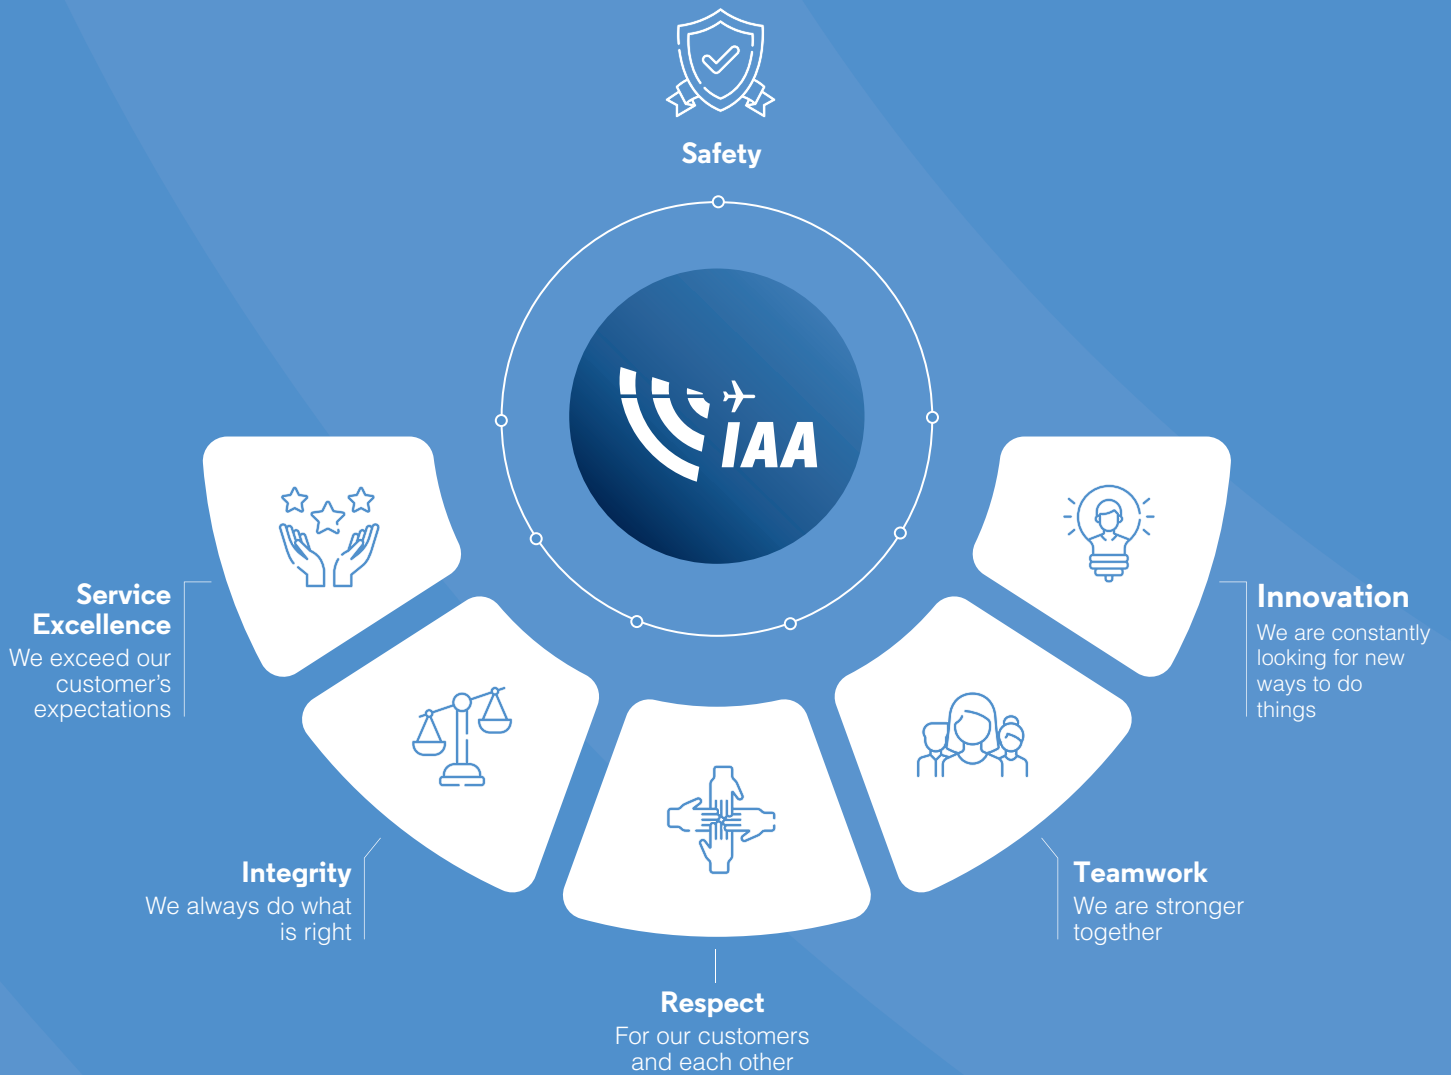 Safety
IAA
Service
Excellence
We exceed our
customer’s
expectations
Innovation
We are constantly
looking for new
ways to do
things
Integrity
We always do what
is right
Teamwork
We are stronger
together
Respect
For our customers
and each other